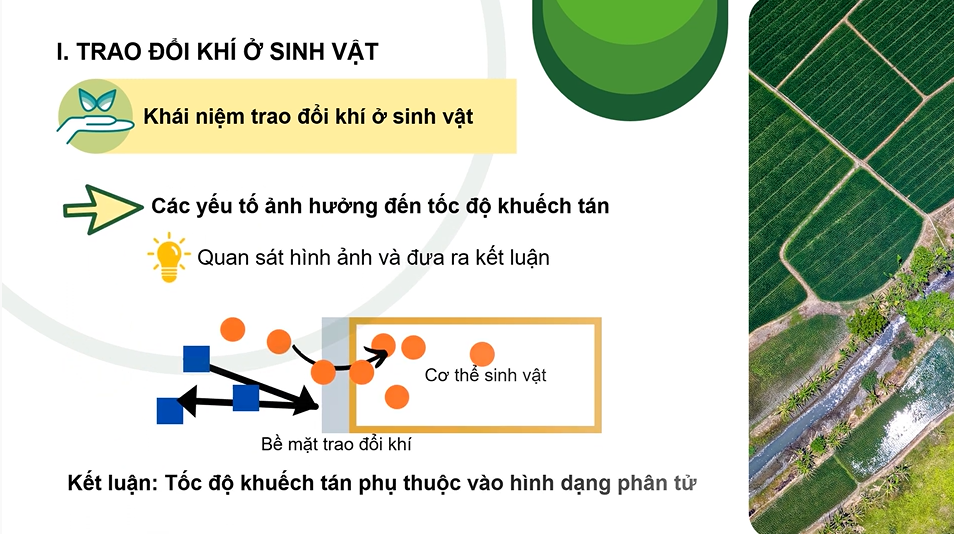 I. TRAO ĐỔI KHÍ Ở SINH VẬT
Khái niệm trao đổi khí ở sinh vật
Các yếu tố ảnh hưởng đến tốc độ khuếch tán
Quan sát hình ảnh và đưa ra kết luận
Cơ thể sinh vật
Bề mặt trao đổi khí
Kết luận: Tốc độ khuếch tán phụ thuộc vào hình dạng phân tử